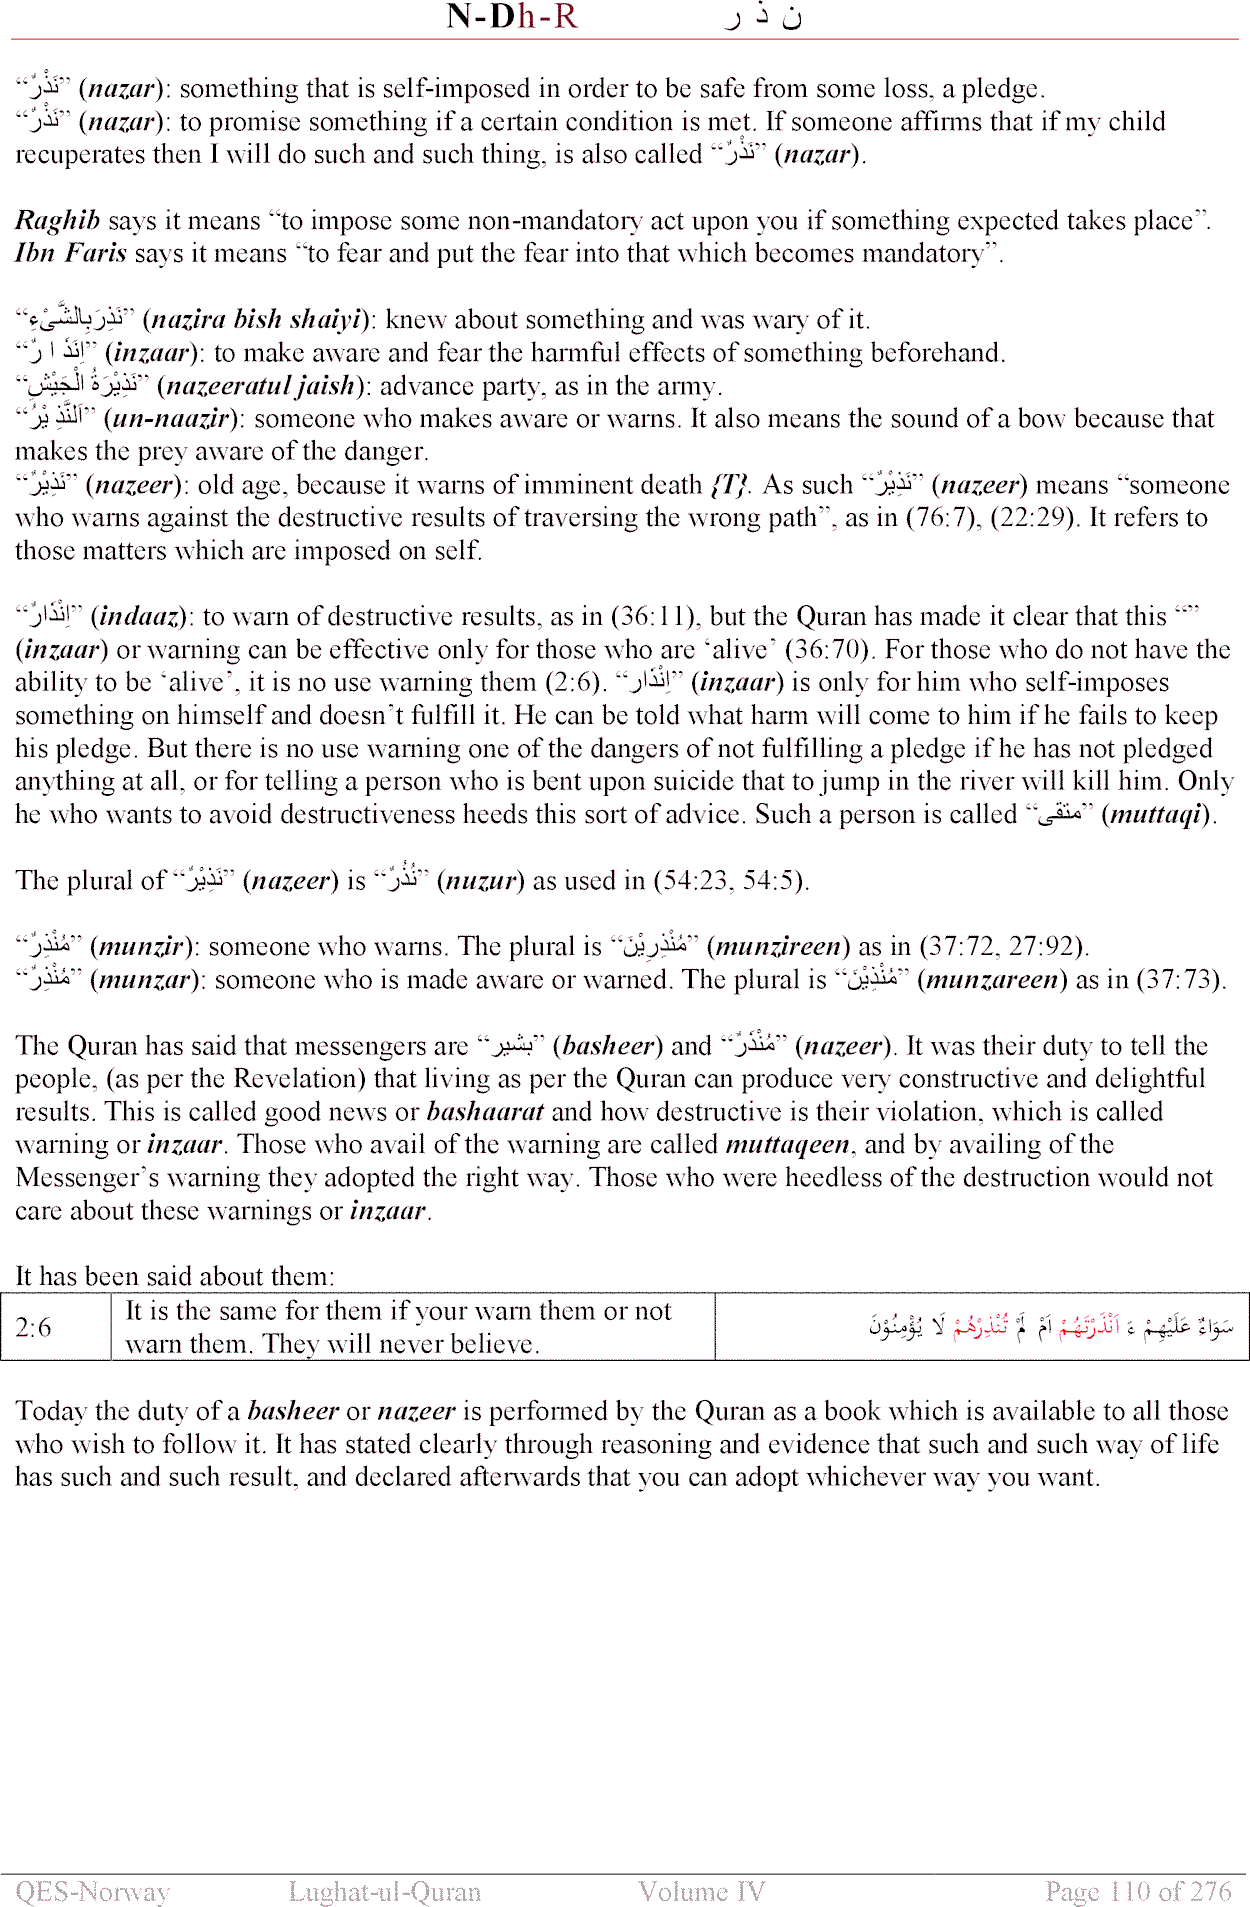 N-Dh-R ن ذ ر
“نَذْرٌ” (nazar): something that is self-imposed in order to be safe from some loss, a pledge.
“نَذْرٌ” (nazar): to promise something if a certain condition is met. If someone affirms that if my child
recuperates then I will do such and such thing, is also called “نَذْرٌ” (nazar).
Raghib says it means “to impose some non-mandatory act upon you if something expected takes place”.
Ibn Faris says it means “to fear and put the fear into that which becomes mandatory”.
“نَذِرَبِالشَّیْءِ” (nazira bish shaiyi): knew about something and was wary of it.
“اِنْذَ ا رٌ” (inzaar): to make aware and fear the harmful effects of something beforehand.
“نَذِيْرَةُ الْجَيْشِ” (nazeeratul jaish): advance party, as in the army.
“اَلنَّذِ يْرُ” (un-naazir): someone who makes aware or warns. It also means the sound of a bow because that
makes the prey aware of the danger.
“نَذِيْرٌ” (nazeer): old age, because it warns of imminent death {T}. As such “نَذِيْرٌ” (nazeer) means “someone
who warns against the destructive results of traversing the wrong path”, as in (76:7), (22:29). It refers to
those matters which are imposed on self.
“اِنْذَارٌ” (indaaz): to warn of destructive results, as in (36:11), but the Quran has made it clear that this “”
(inzaar) or warning can be effective only for those who are ‘alive’ (36:70). For those who do not have the
ability to be ‘alive’, it is no use warning them (2:6). “اِنْذَار” (inzaar) is only for him who self-imposes
something on himself and doesn’t fulfill it. He can be told what harm will come to him if he fails to keep
his pledge. But there is no use warning one of the dangers of not fulfilling a pledge if he has not pledged
anything at all, or for telling a person who is bent upon suicide that to jump in the river will kill him. Only
he who wants to avoid destructiveness heeds this sort of advice. Such a person is called “متقی” (muttaqi).
The plural of “نَذِيْرٌ” (nazeer) is “نُذُرٌ” (nuzur) as used in (54:23, 54:5).
“مُنْذِرٌ” (munzir): someone who warns. The plural is “مُنْذِرِيْنَ” (munzireen) as in (37:72, 27:92).
“مُنْذِرٌ” (munzar): someone who is made aware or warned. The plural is “مُنْذِيْنَ” (munzareen) as in (37:73).
The Quran has said that messengers are “بشیر” (basheer) and “مُنْذَرٌ” (nazeer). It was their duty to tell the
people, (as per the Revelation) that living as per the Quran can produce very constructive and delightful
results. This is called good news or bashaarat and how destructive is their violation, which is called
warning or inzaar. Those who avail of the warning are called muttaqeen, and by availing of the
Messenger’s warning they adopted the right way. Those who were heedless of the destruction would not
care about these warnings or inzaar.
It has been said about them:
2:6 It is the same for them if your warn them or not
warn them. They will never believe.
سَوَاءٌ عَلَيْهِمْ ءَ اَنْذَرْتَهُمْ اَمْ لَمْ تُنْذِرْهُمْ لَا يُؤْمِنُوْنَ
Today the duty of a basheer or nazeer is performed by the Quran as a book which is available to all those
who wish to follow it. It has stated clearly through reasoning and evidence that such and such way of life
has such and such result, and declared afterwards that you can adopt whichever way you want.
QES-Norway Lughat-ul-Quran Volume IV Page 110 of 276